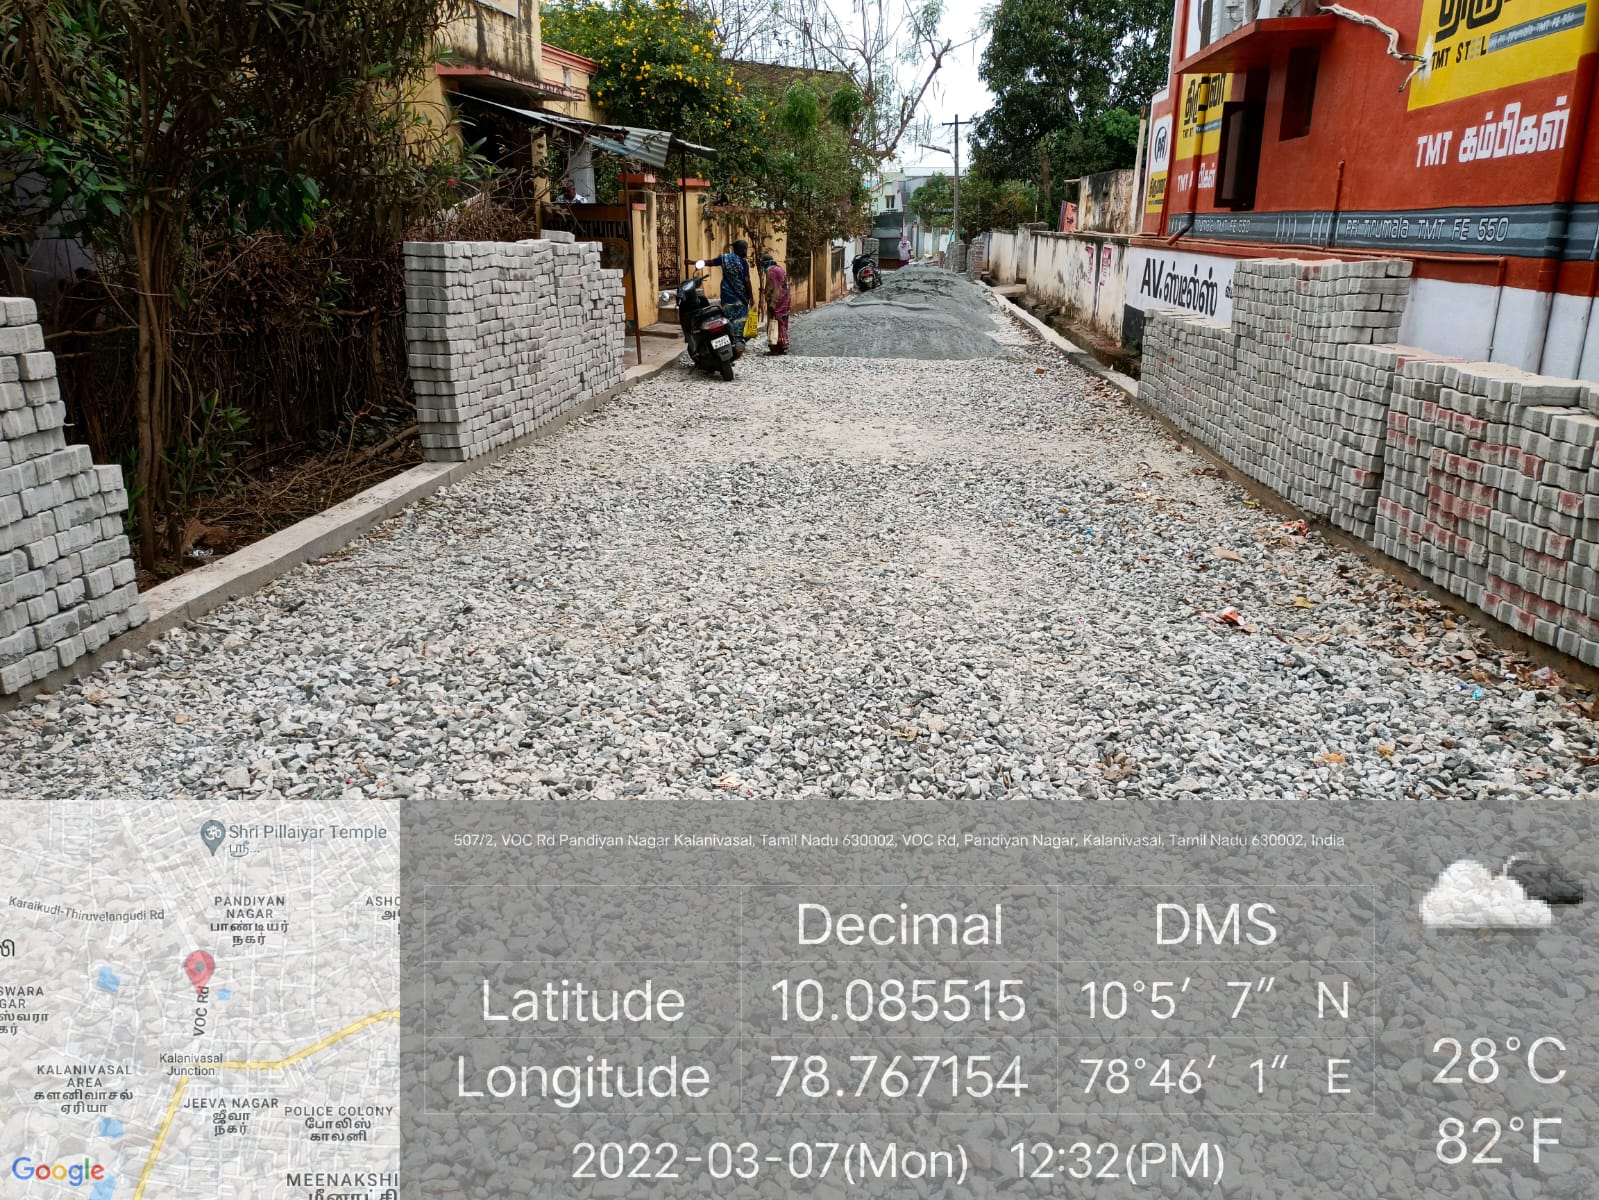 TMT STEEL
TMT கம்பிகள்
PFI Tirumala TMT FE 550
AV.ஸ்டீல்ஸ்
Shri Pillaiyar Temple
ஸ்ரீ...
Karaikudi-Thiruvelangudi Rd
PANDIYAN
NAGAR
பாண்டியர்
நகர்
VOC Rd
Kalanivasal
Junction
KALANIVASAL
AREA
களனிவாசல்
ஏரியா
JEEVA NAGAR
ஜீவா
நகர்
POLICE COLONY
போலிஸ்
காலனி
MEENAKSHI
Google
507/2, VOC Rd Pandiyan Nagar Kalanivasal, Tamil Nadu 630002, VOC Rd, Pandiyan Nagar, Kalanivasal, Tamil Nadu 630002, India
Decimal DMS
Latitude 10.085515 10°5′ 7″ N
Longitude 78.767154 78°46′ 1″ E
2022-03-07(Mon) 12:32(PM)
28°C
82°F